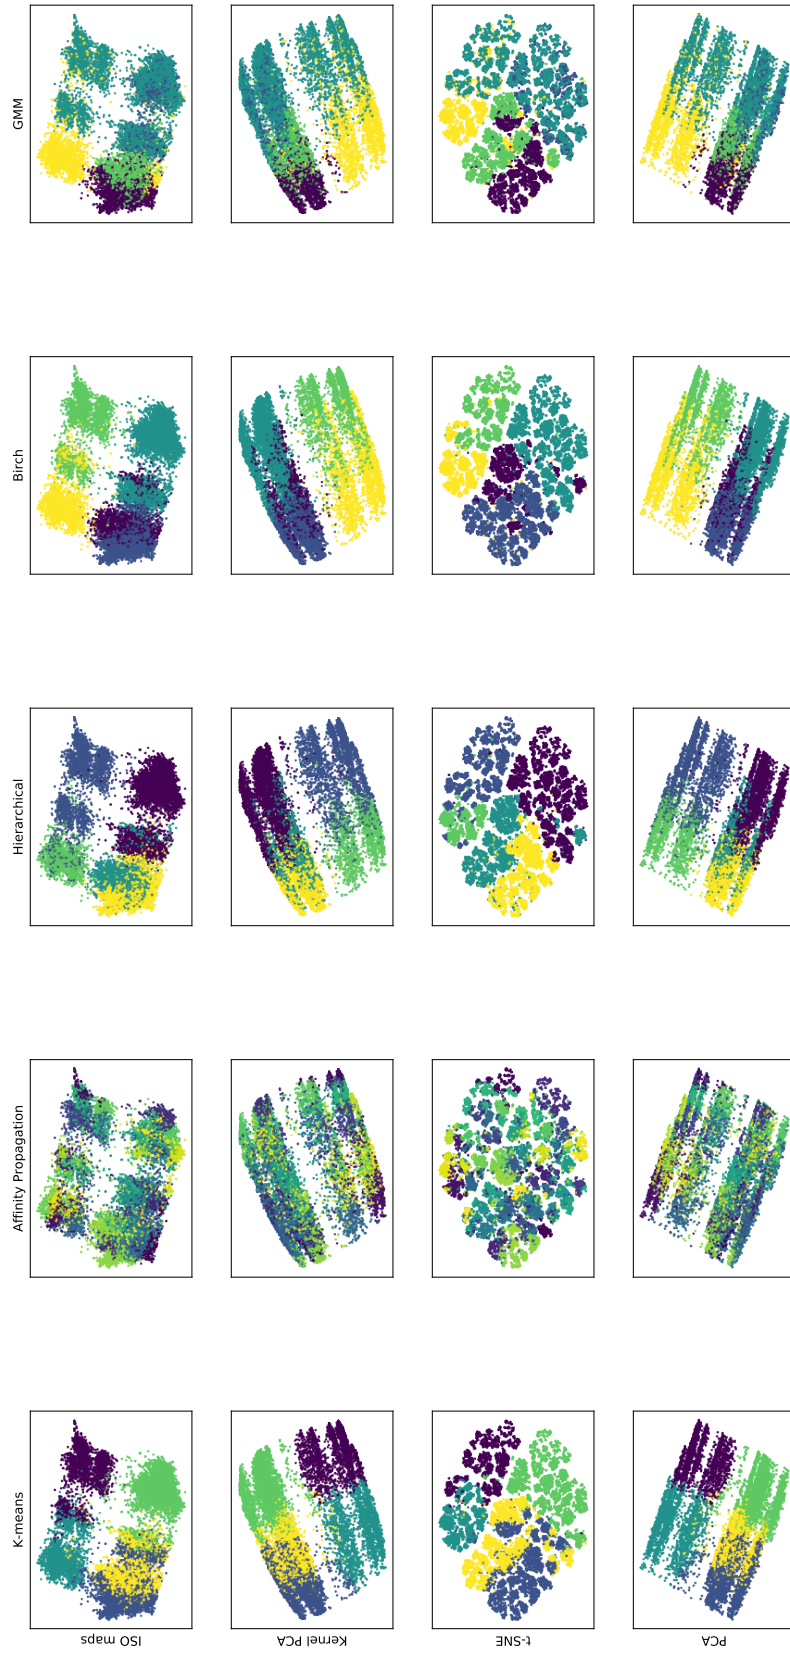 GMM
Birch
Hierarchical
Affinity Propagation
K-means
ISO maps
Kernel PCA
t-SNE
PCA